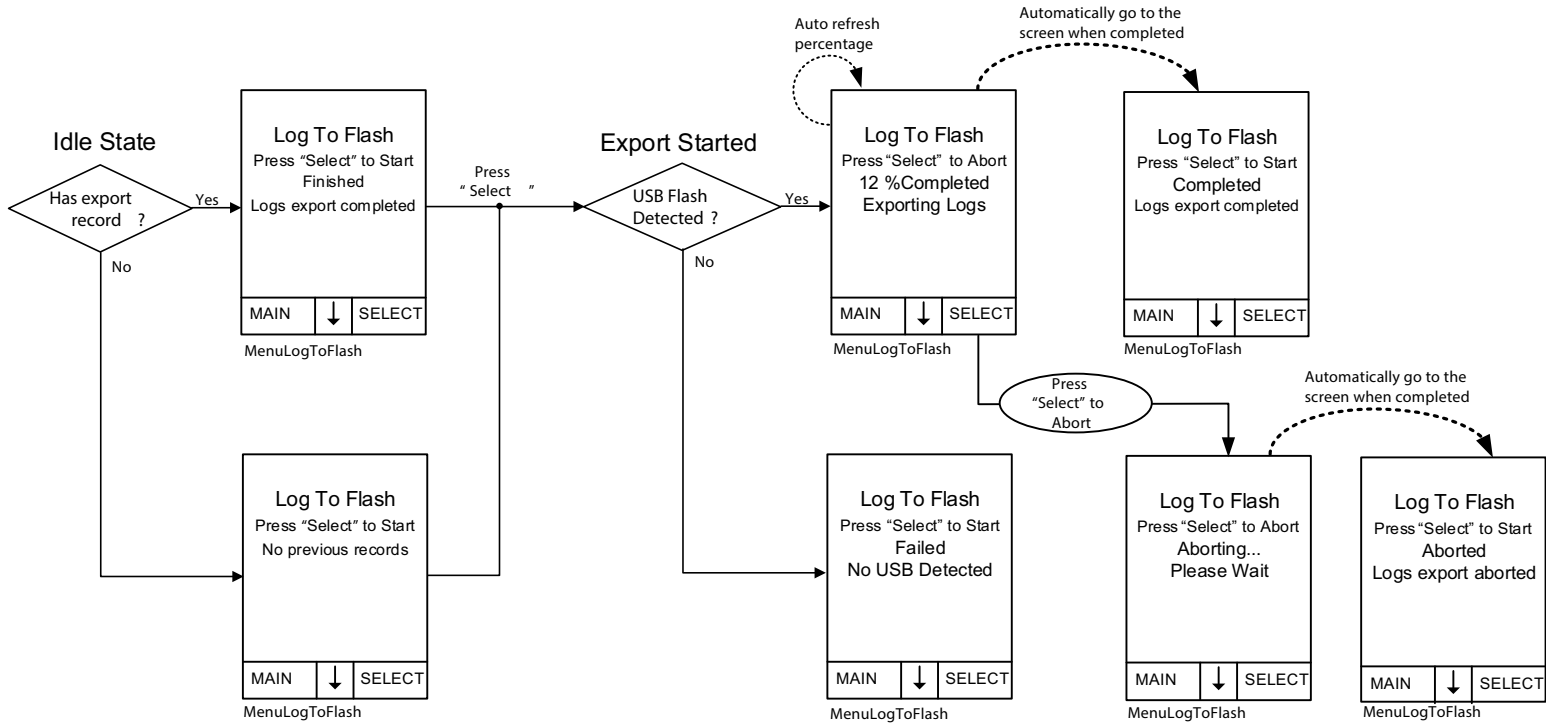 Idle State
Has export
record ?
Yes
No
Log To Flash
Press "Select" to Start
Finished
Logs export completed
MAIN ↓ SELECT
MenuLogToFlash
Log To Flash
Press "Select" to Start
No previous records
MAIN ↓ SELECT
MenuLogToFlash
Press
" Select "
Export Started
USB Flash
Detected ?
Yes
No
Auto refresh
percentage
Log To Flash
Press "Select" to Abort
12 %Completed
Exporting Logs
MAIN ↓ SELECT
MenuLogToFlash
Automatically go to the
screen when completed
Log To Flash
Press "Select" to Start
Completed
Logs export completed
MAIN ↓ SELECT
MenuLogToFlash
Log To Flash
Press "Select" to Start
Failed
No USB Detected
MAIN ↓ SELECT
MenuLogToFlash
Press
"Select" to
Abort
Log To Flash
Press "Select" to Abort
Aborting...
Please Wait
MAIN ↓ SELECT
MenuLogToFlash
Automatically go to the
screen when completed
Log To Flash
Press "Select" to Start
Aborted
Logs export aborted
MAIN ↓ SELECT
MenuLogToFlash